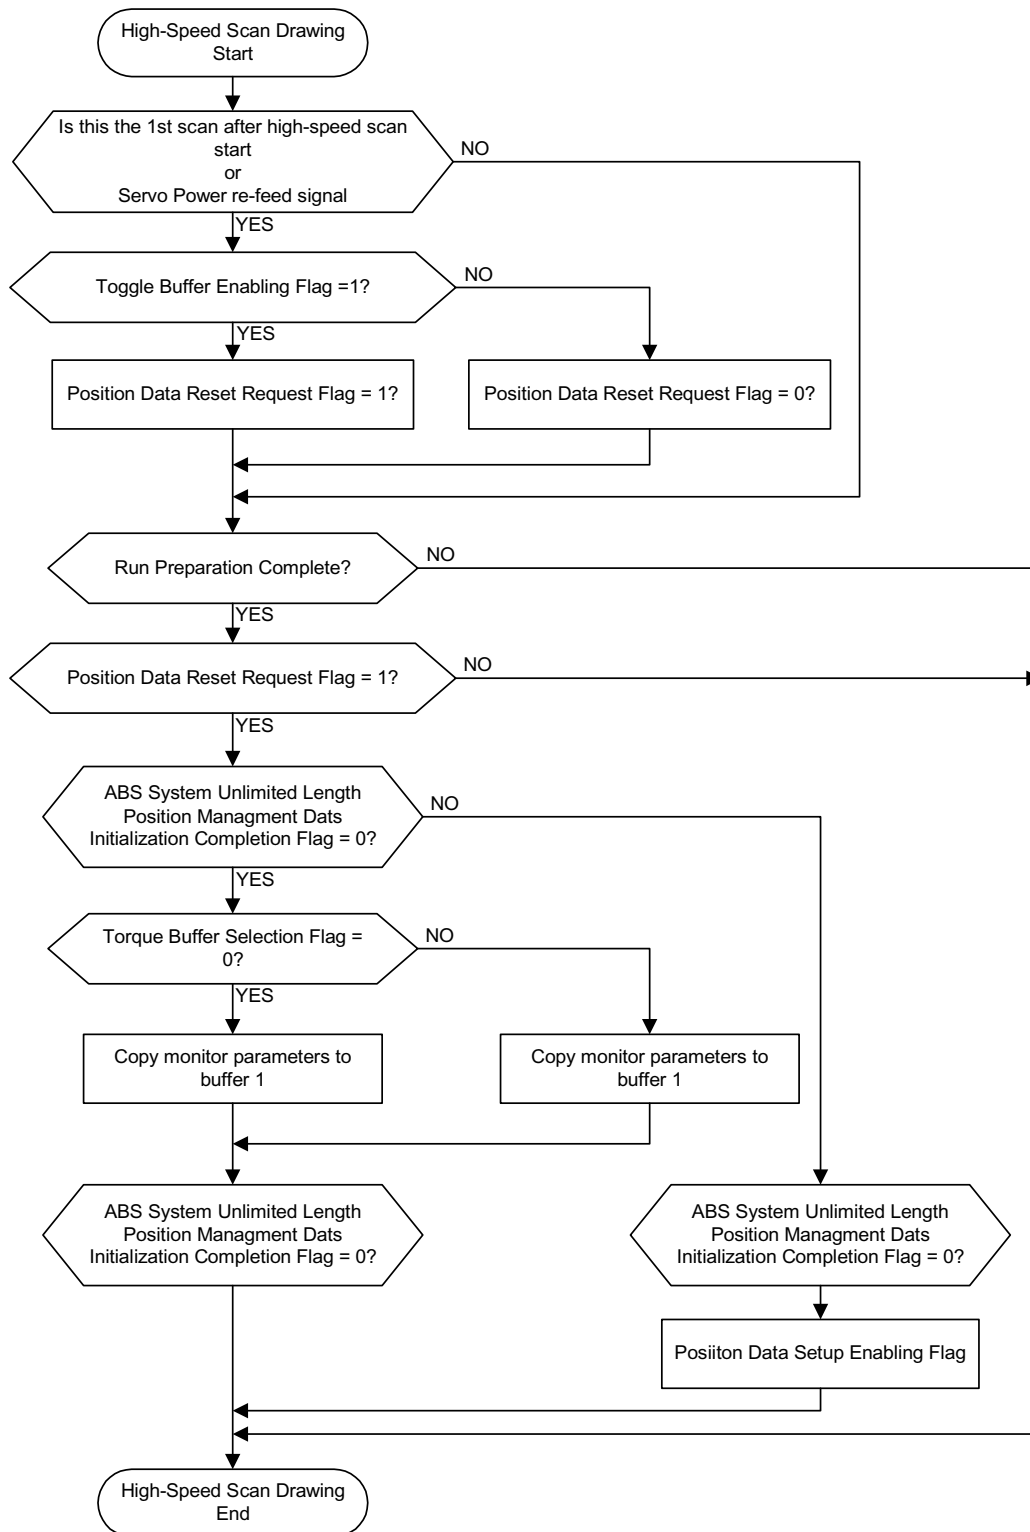 High-Speed Scan Drawing
Start
Is this the 1st scan after high-speed scan
start
or
Servo Power re-feed signal
NO
YES
Toggle Buffer Enabling Flag =1?
NO
YES
Position Data Reset Request Flag = 1?
Position Data Reset Request Flag = 0?
Run Preparation Complete?
NO
YES
Position Data Reset Request Flag = 1?
NO
YES
ABS System Unlimited Length
Position Managment Dats
Initialization Completion Flag = 0?
NO
YES
Torque Buffer Selection Flag =
0?
NO
YES
Copy monitor parameters to
buffer 1
Copy monitor parameters to
buffer 1
ABS System Unlimited Length
Position Managment Dats
Initialization Completion Flag = 0?
ABS System Unlimited Length
Position Managment Dats
Initialization Completion Flag = 0?
Posiiton Data Setup Enabling Flag
High-Speed Scan Drawing
End